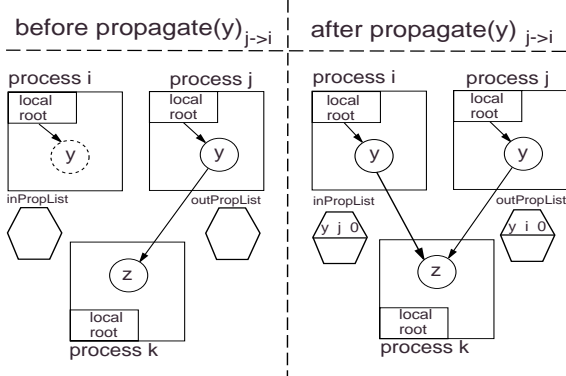 before propagate(y) j->i
process i
process j
local
root
local
root
y
y
inPropList
outPropList
z
local
root
process k
after propagate(y) j->i
process i
process j
local
root
local
root
y
y
inPropList
outPropList
y j 0
y i 0
z
local
root
process k